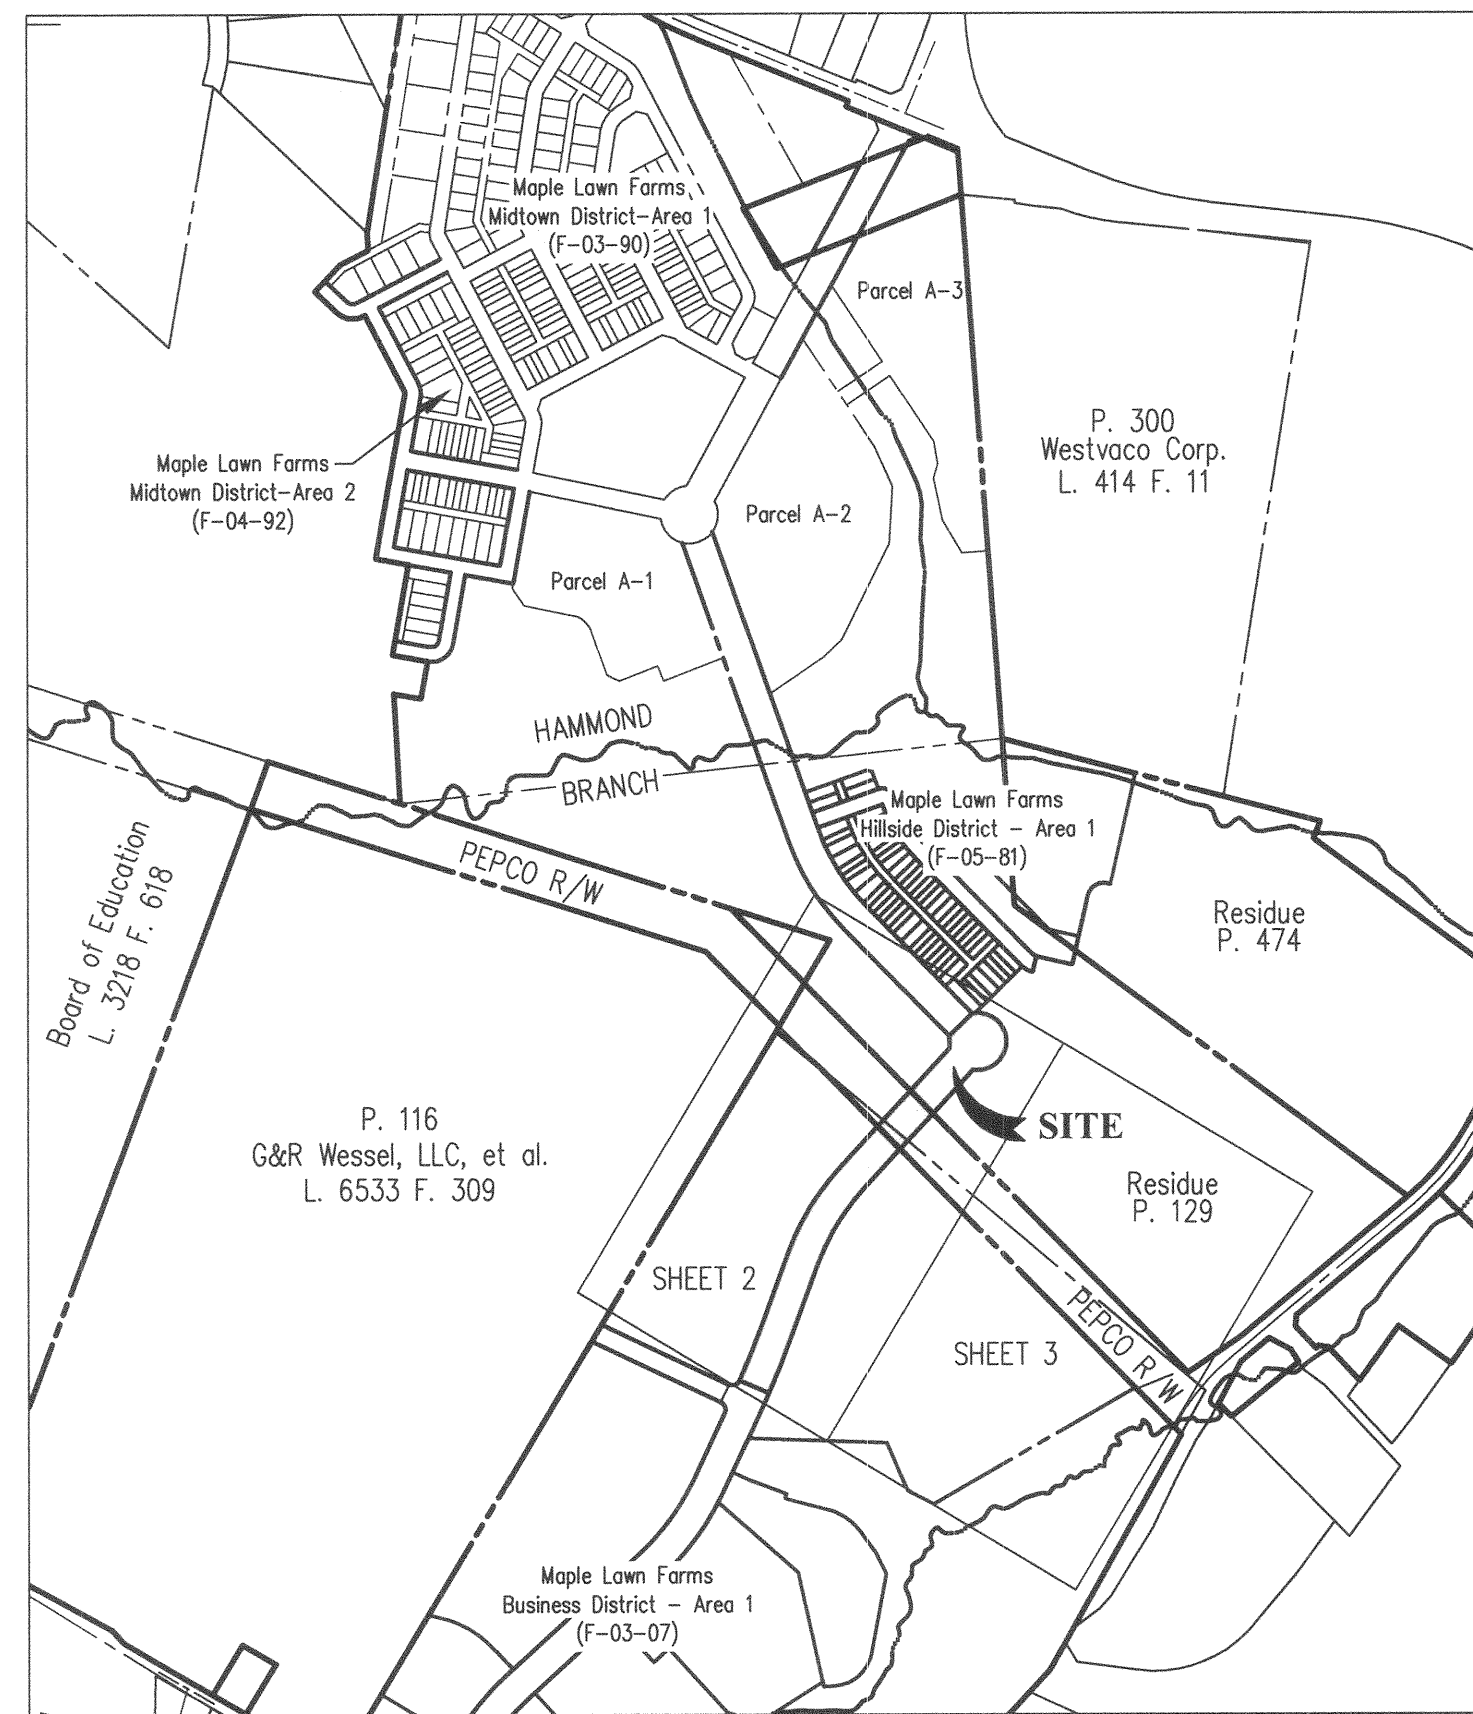 Maple Lawn Farms
Midtown District-Area 1
(F-03-90)
Parcel A-3
P. 300
Westvaco Corp.
L. 414 F. 11
Maple Lawn Farms
Midtown District-Area 2
(F-04-92)
Parcel A-2
Parcel A-1
HAMMOND
BRANCH
Maple Lawn Farms
Hillside District - Area 1
(F-05-81)
PEPCO R/W
Board of Education
L. 3218 F. 618
Residue
P. 474
P. 116
G&R Wessel, LLC, et al.
L. 6533 F. 309
SITE
Residue
P. 129
SHEET 2
SHEET 3
PEPCO R/W
Maple Lawn Farms
Business District - Area 1
(F-03-07)